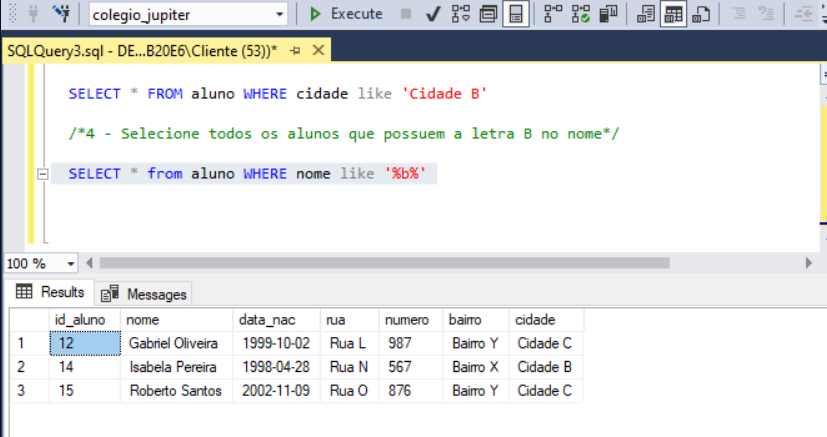 colegio_jupiter Execute
SQLQuery3.sql - DE...B20E6\Cliente (53))*
SELECT * FROM aluno WHERE cidade like 'Cidade B'
/*4 - Selecione todos os alunos que possuem a letra B no nome*/
SELECT * from aluno WHERE nome like '%b%'
100 %
Results Messages
id_aluno nome data_nac rua numero bairro cidade
1 12 Gabriel Oliveira 1999-10-02 Rua L 987 Bairro Y Cidade C
2 14 Isabela Pereira 1998-04-28 Rua N 567 Bairro X Cidade B
3 15 Roberto Santos 2002-11-09 Rua O 876 Bairro Y Cidade C